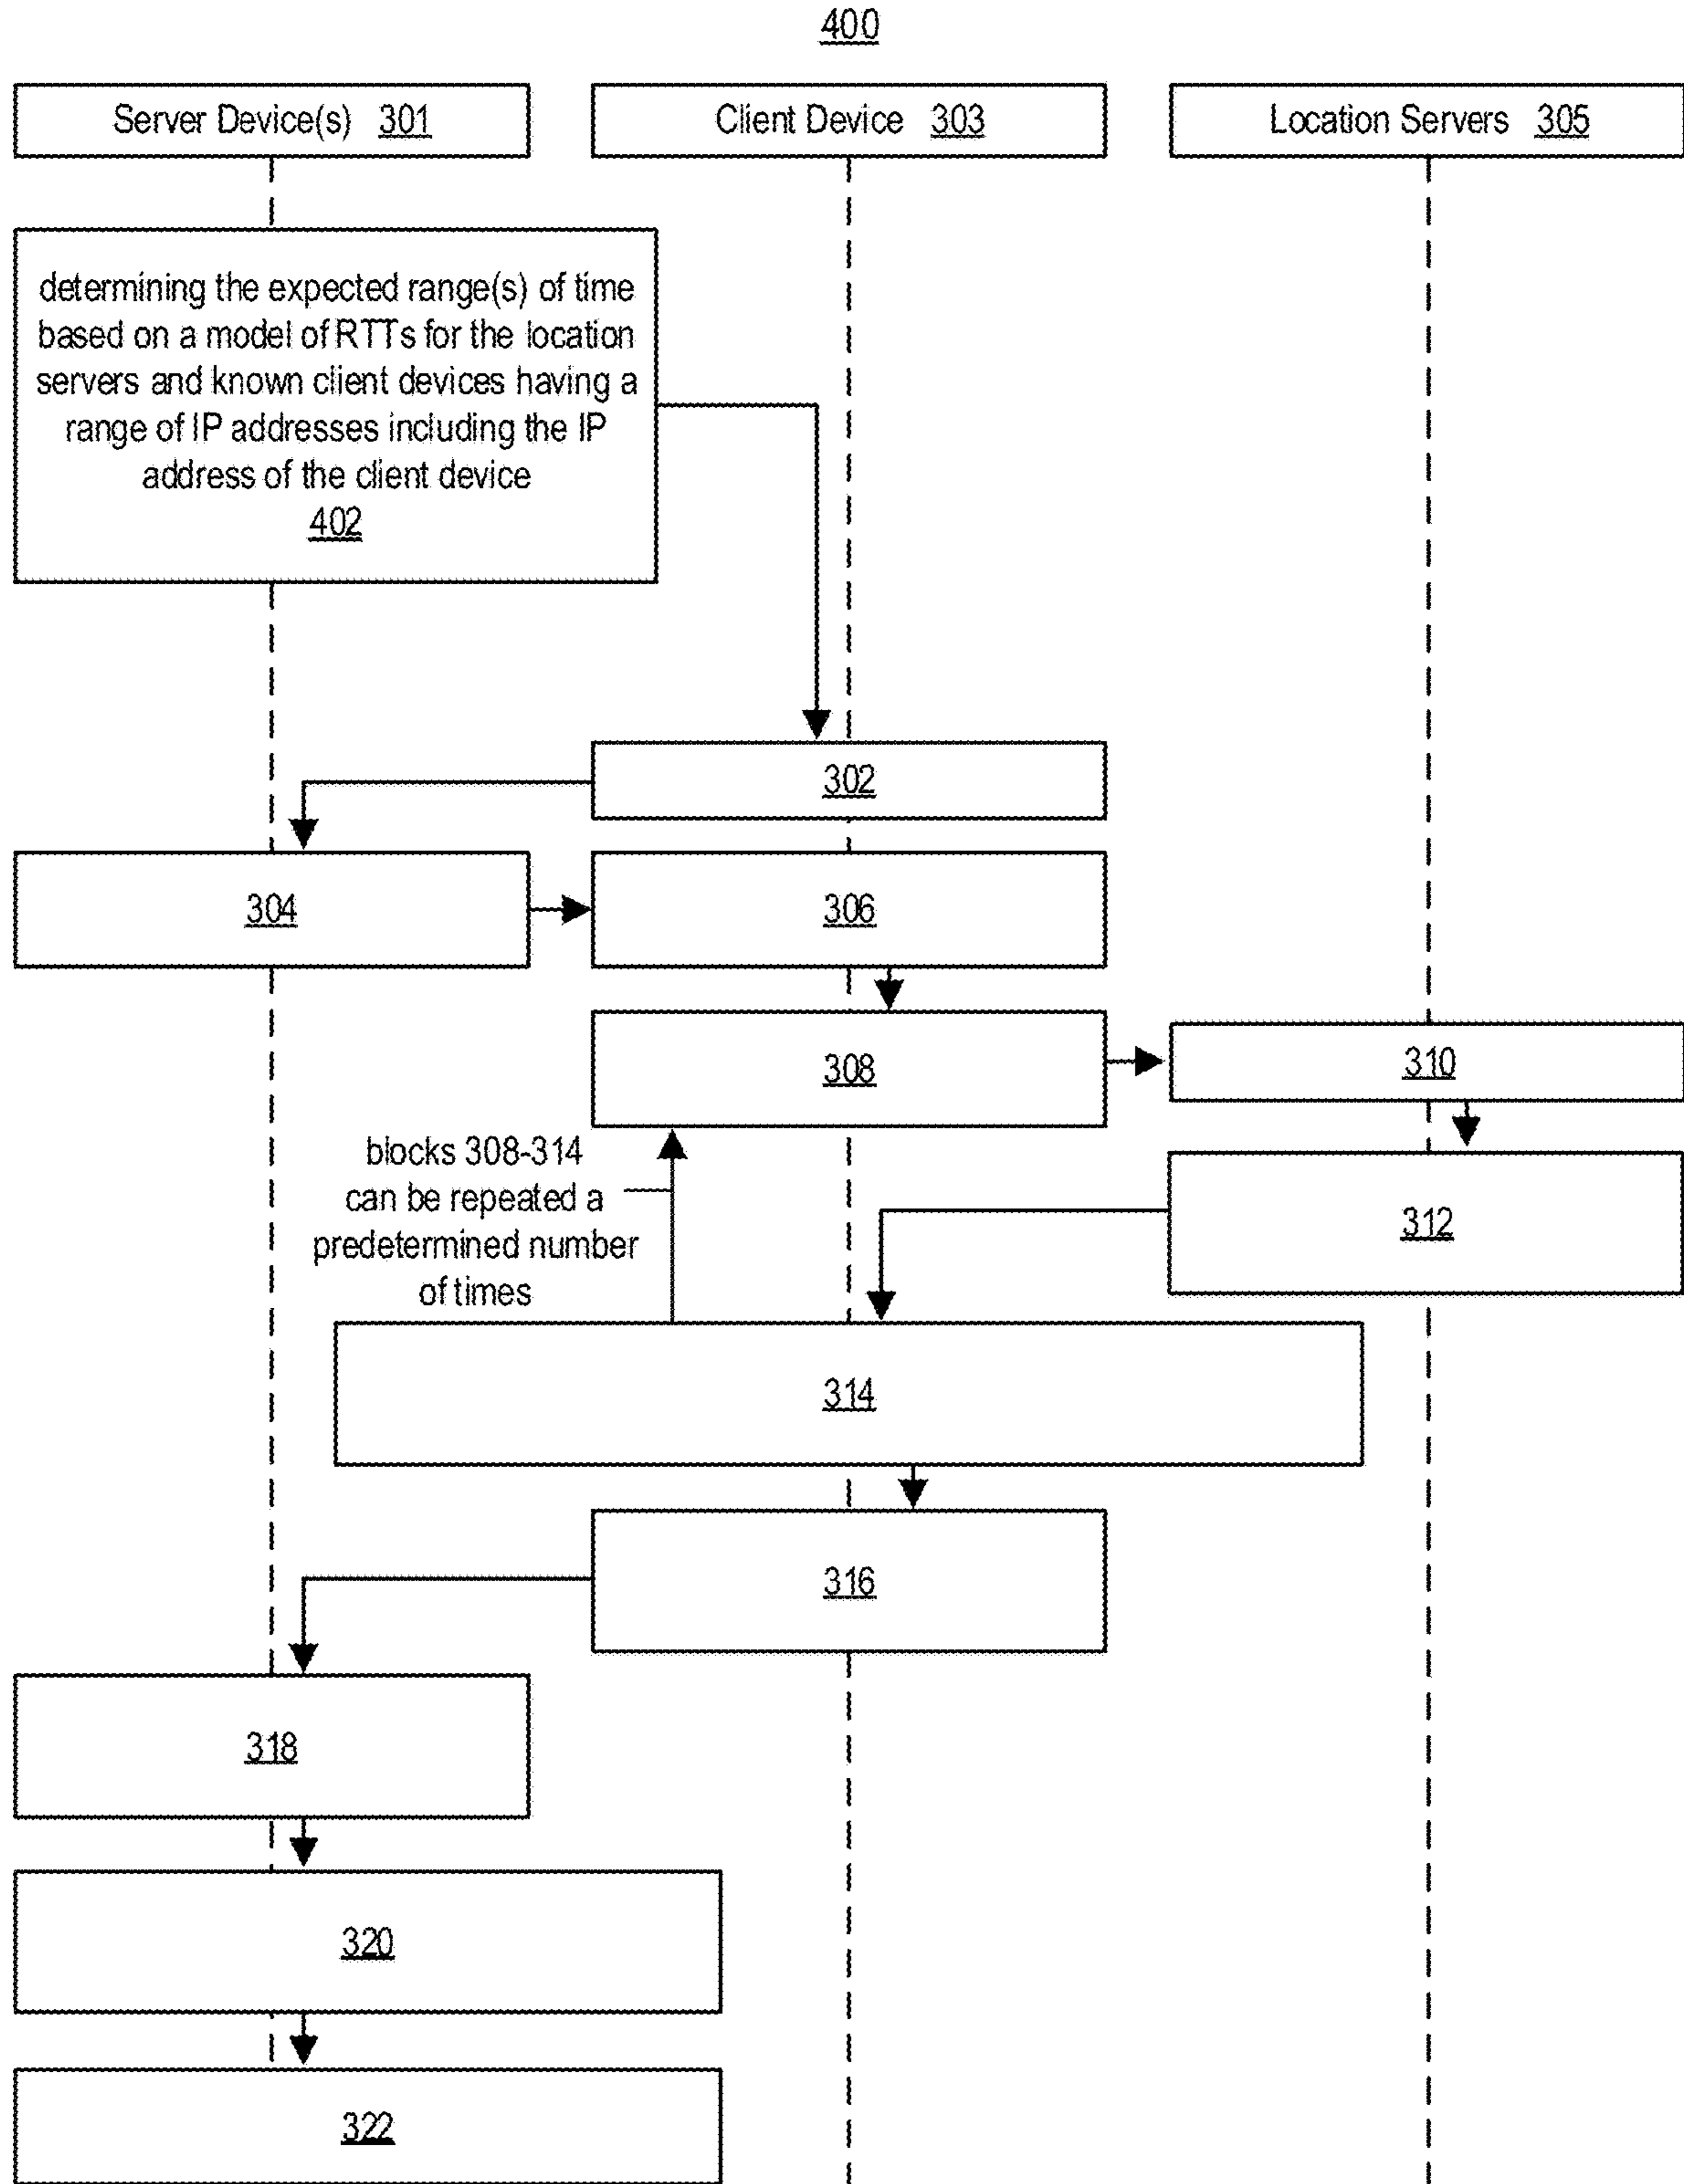 400
Server Device(s) 301
Client Device 303
Location Servers 305
determining the expected range(s) of time
based on a model of RTTs for the location
servers and known client devices having a
range of IP addresses including the IP
address of the client device
402
302
304
306
308
310
blocks 308-314
can be repeated a
predetermined number
of times
312
314
316
318
320
322